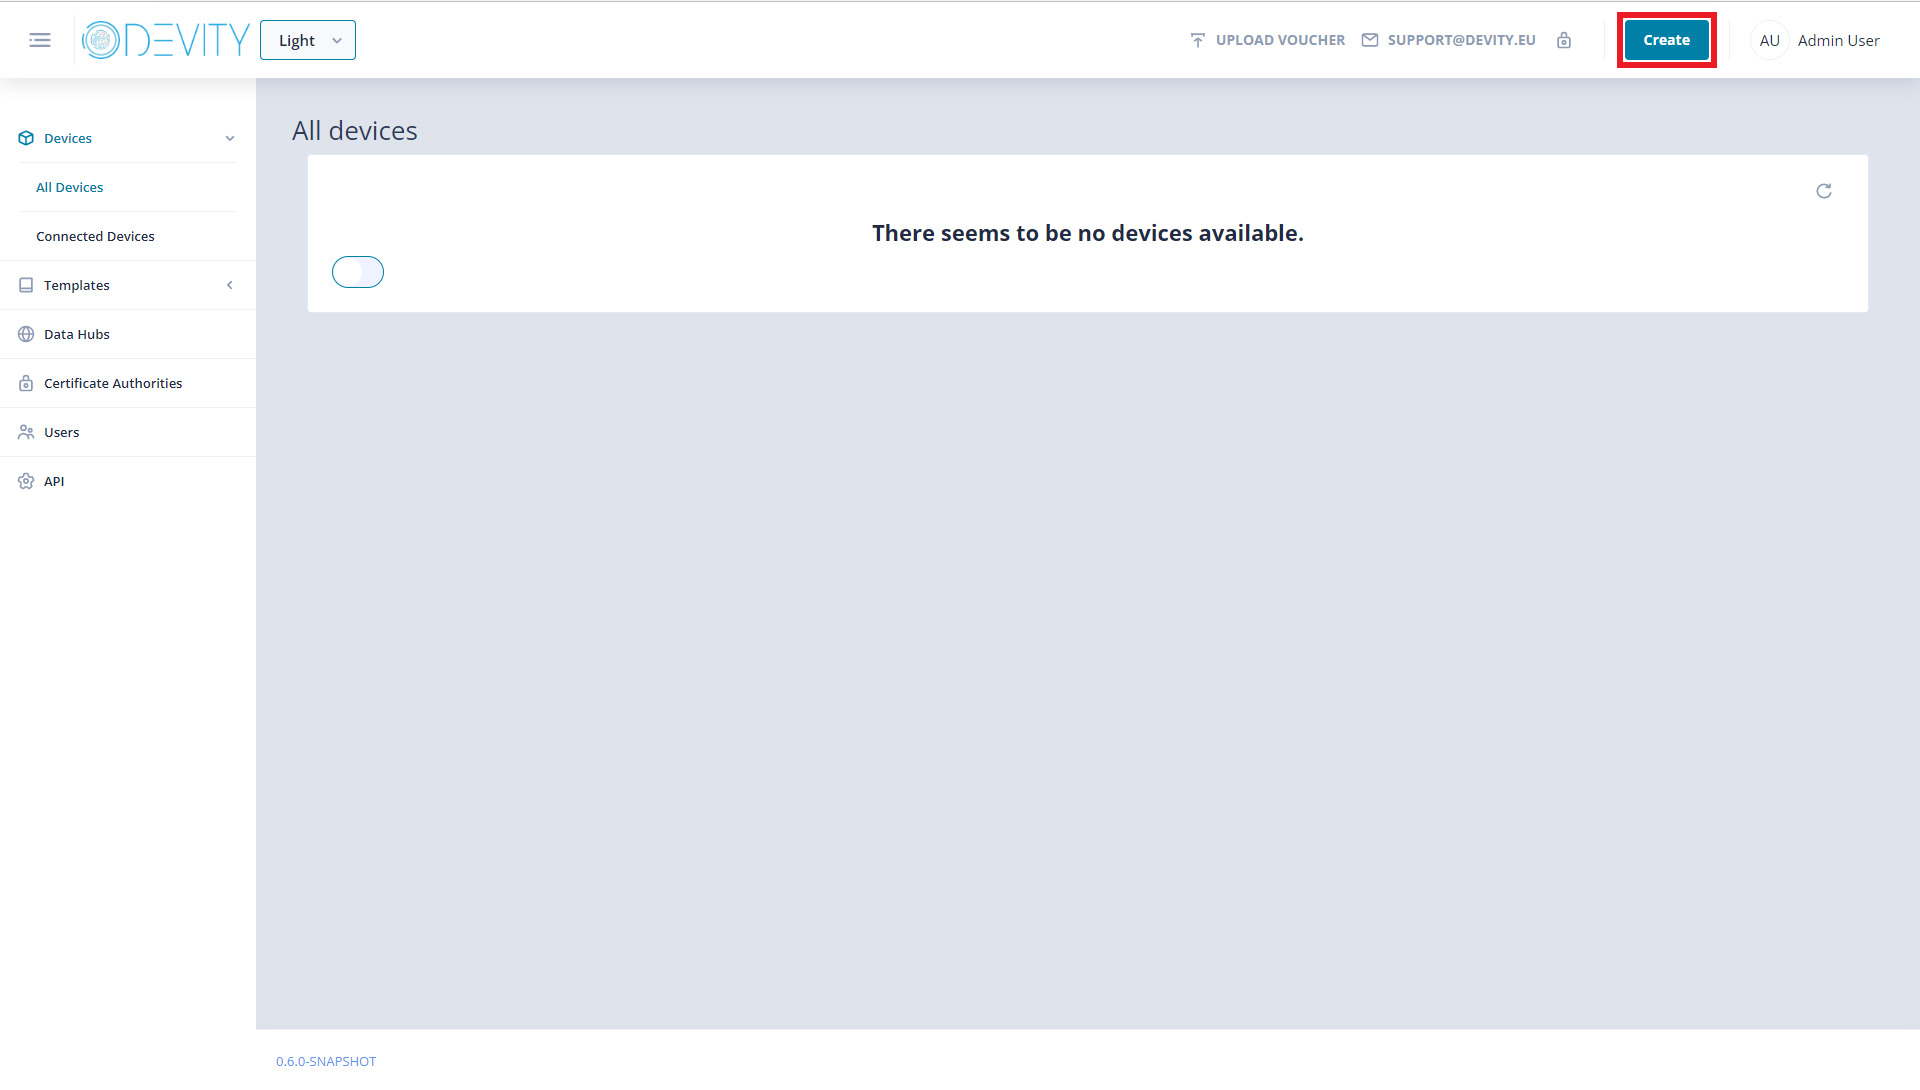 DEVITY
Light
UPLOAD VOUCHER
SUPPORT@DEVITY.EU
Create
AU
Admin User
Devices
All Devices
Connected Devices
Templates
Data Hubs
Certificate Authorities
Users
API
All devices
There seems to be no devices available.
0.6.0-SNAPSHOT